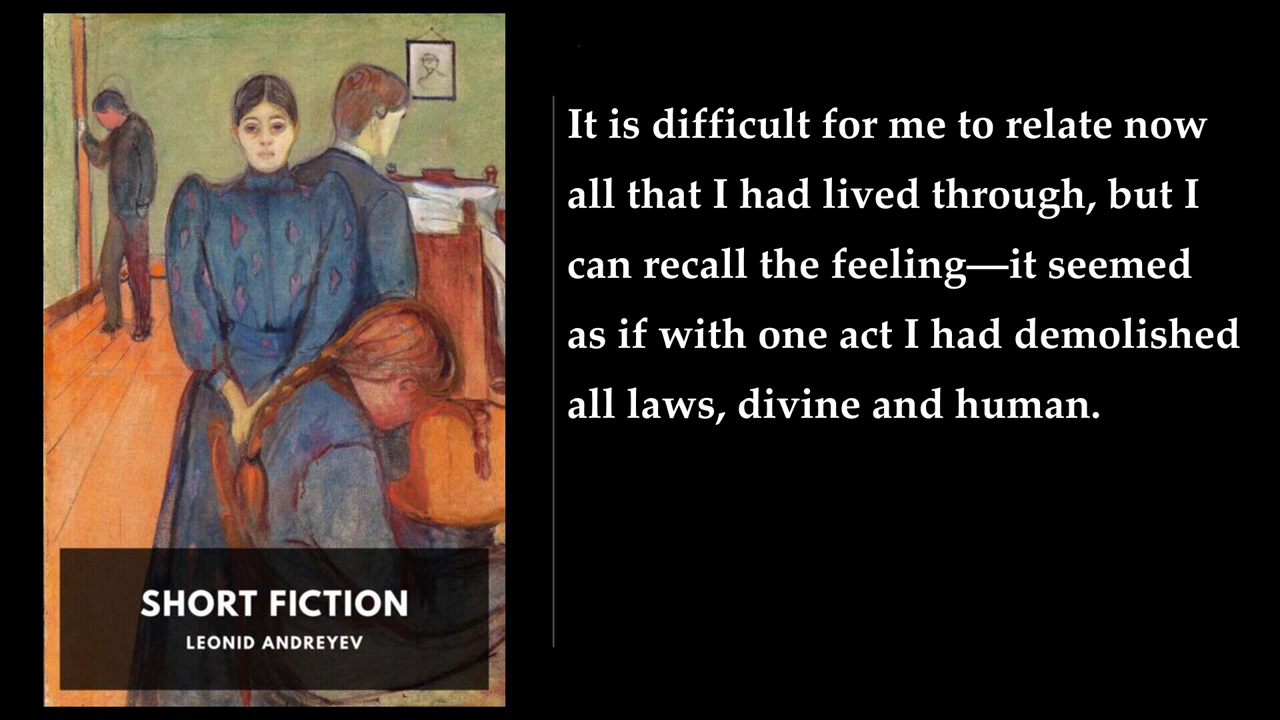 It is difficult for me to relate now
all that I had lived through, but I
can recall the feeling—it seemed
as if with one act I had demolished
all laws, divine and human.
SHORT FICTION
LEONID ANDREYEV